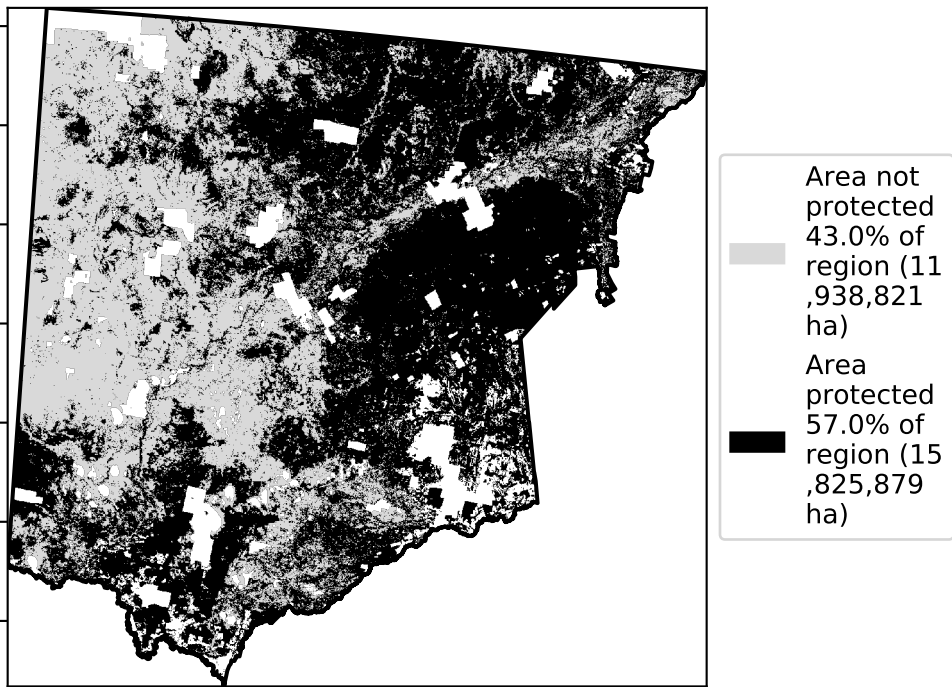 Area not
protected
43.0% of
region (11
,938,821
ha)
Area
protected
57.0% of
region (15
,825,879
ha)